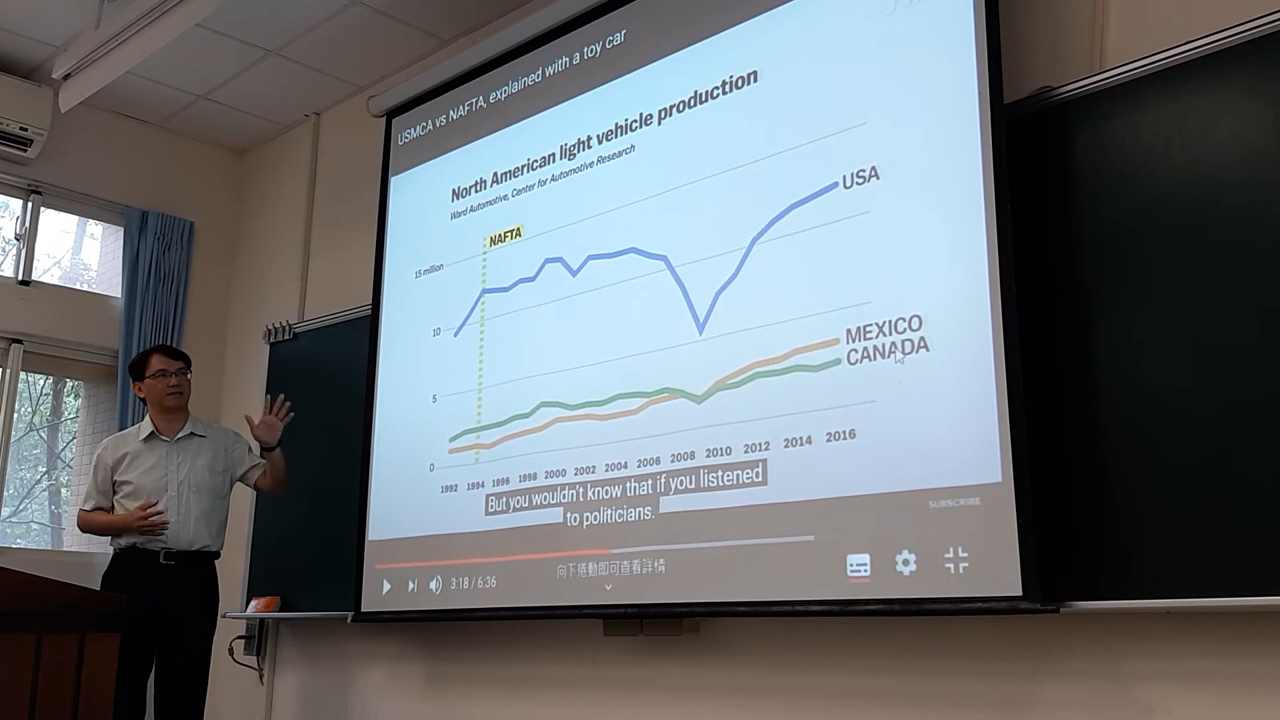 USMCA vs NAFTA, explained with a toy car
North American light vehicle production
Ward Automotive, Center for Automotive Research
NAFTA
USA
15 million
10
5
0
MEXICO
CANADA
1992 1994 1996 1998 2000 2002 2004 2006 2008 2010 2012 2014 2016
But you wouldn't know that if you listened
to politicians.
SUBSCRIBE
3:18 / 6:36
向下捲動即可查看詳情